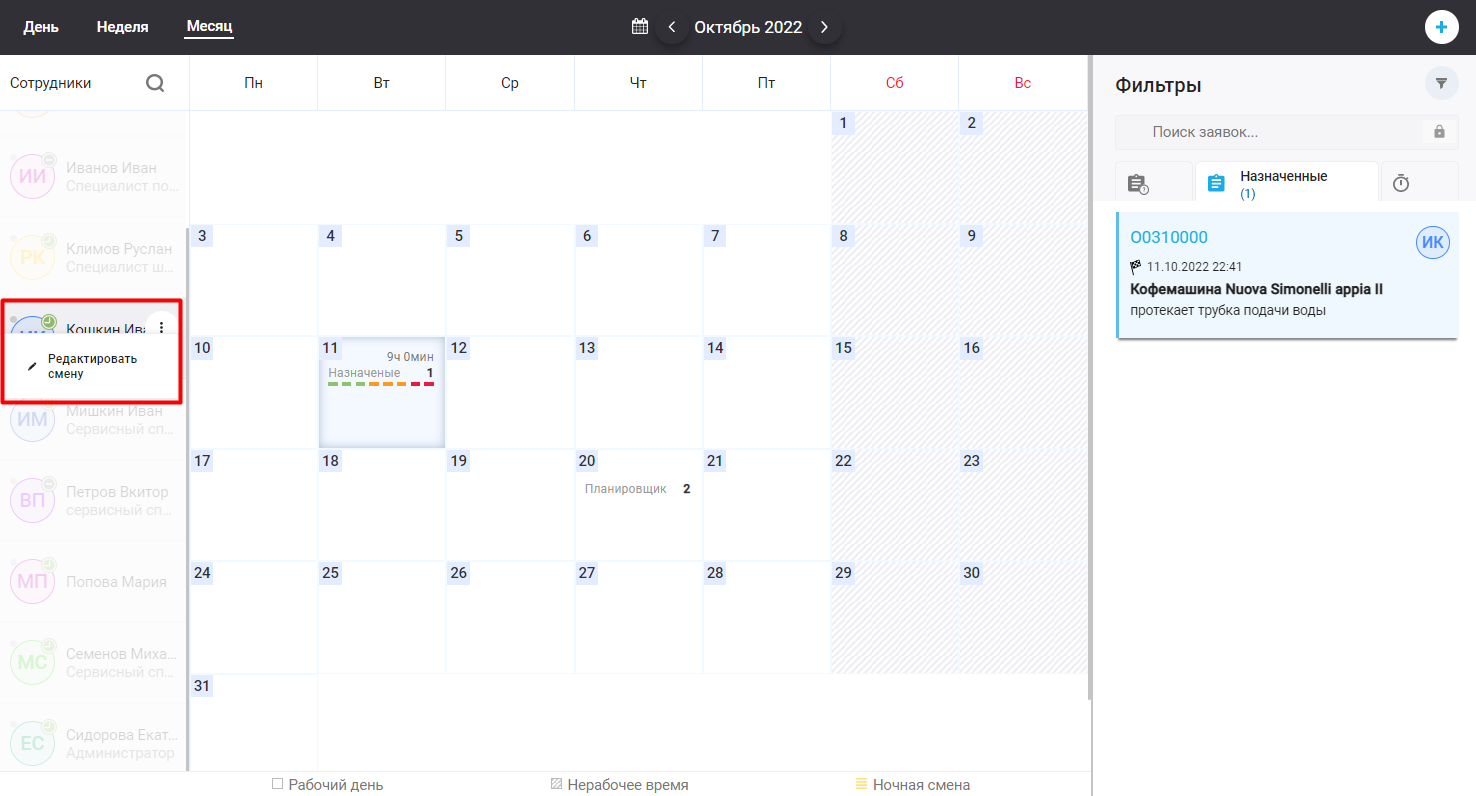 День Неделя Месяц Октябрь 2022
Сотрудники Пн Вт Ср Чт Пт Сб Вс
ИИ Иванов Иван
Специалист по...
РК Климов Руслан
Специалист ш...
Кошкин Ива
Редактировать
смену
ИМ Мишкин Иван
Сервисный сп...
ВП Петров Вкитор
сервисный сп...
МП Попова Мария
МС Семенов Миха...
Сервисный сп...
ЕС Сидорова Екат...
Администратор
1 2
3 4 5 6 7 8 9
10 11 12 13 14 15 16
9ч 0мин
Назначеные 1
17 18 19 20 21 22 23
Планировщик 2
24 25 26 27 28 29 30
31
Рабочий день Нерабочее время Ночная смена
Фильтры
Поиск заявок...
Назначенные
(1)
О0310000 ИК
11.10.2022 22:41
Кофемашина Nuova Simonelli appia II
протекает трубка подачи воды